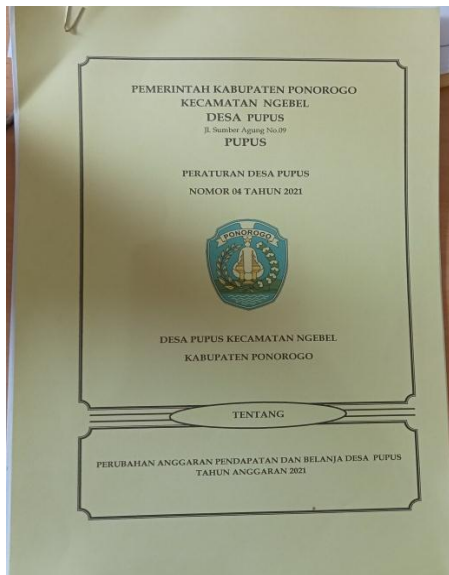 PEMERINTAH KABUPATEN PONOROGO
KECAMATAN NGEBEL
DESA PUPUS
Jl. Sumber Agung No.09
PUPUS
PERATURAN DESA PUPUS
NOMOR 04 TAHUN 2021
PONOROGO
DESA PUPUS KECAMATAN NGEBEL
KABUPATEN PONOROGO
TENTANG
PERUBAHAN ANGGARAN PENDAPATAN DAN BELANJA DESA PUPUS
TAHUN ANGGARAN 2021